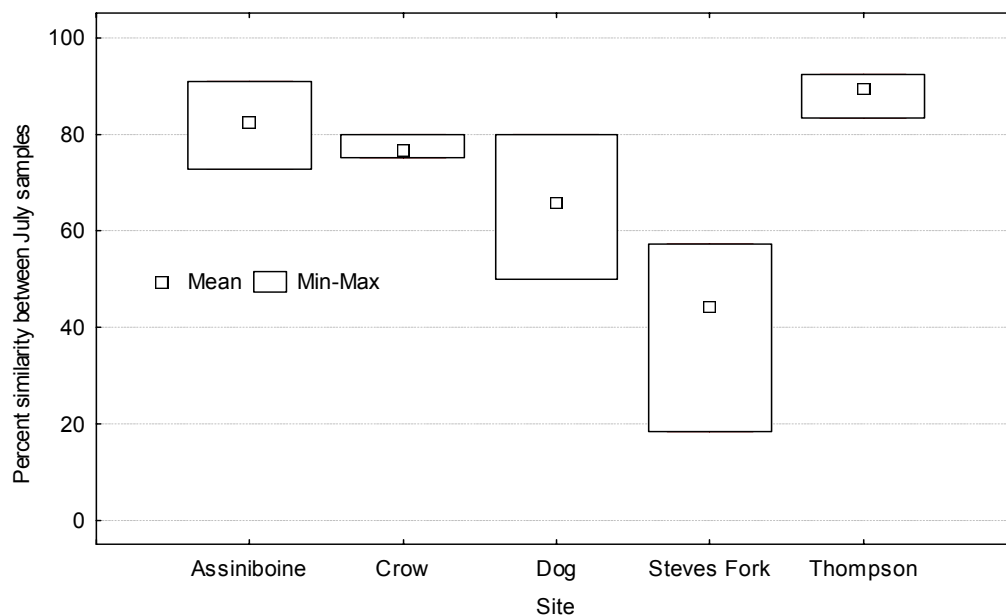 100
80
60
40
20
0
Percent similarity between July samples
Mean Min-Max
Assiniboine Crow Dog Steves Fork Thompson
Site